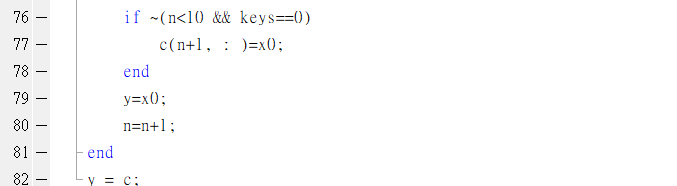 76 — if ~(n<10 && keys==0)
77 — c(n+1, : )=x0;
78 — end
79 — y=x0;
80 — n=n+1;
81 — end
82 — y = c;